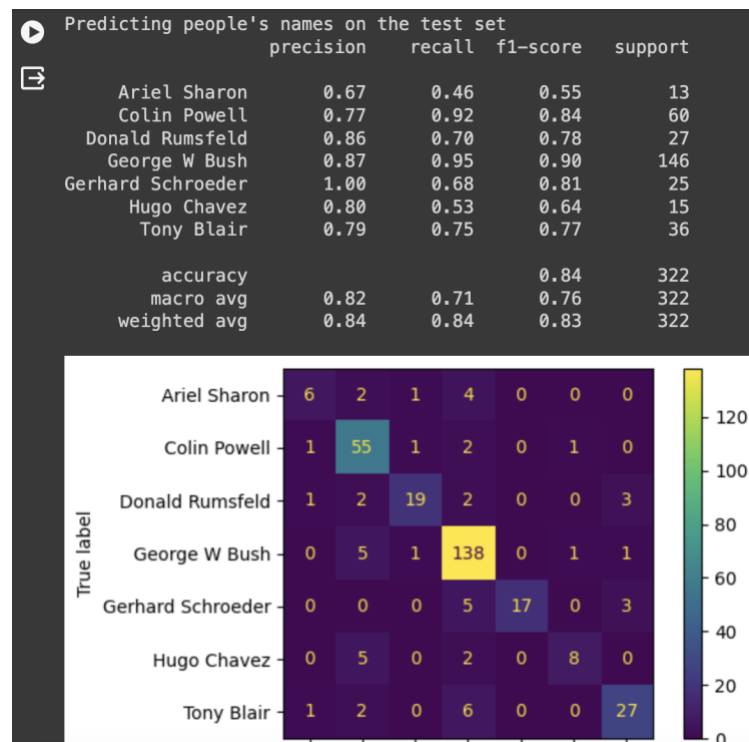 Predicting people's names on the test set
precision recall f1-score support
Ariel Sharon 0.67 0.46 0.55 13
Colin Powell 0.77 0.92 0.84 60
Donald Rumsfeld 0.86 0.70 0.78 27
George W Bush 0.87 0.95 0.90 146
Gerhard Schroeder 1.00 0.68 0.81 25
Hugo Chavez 0.80 0.53 0.64 15
Tony Blair 0.79 0.75 0.77 36
accuracy 0.84 322
macro avg 0.82 0.71 0.76 322
weighted avg 0.84 0.84 0.83 322
True label
Ariel Sharon 6 2 1 4 0 0 0
Colin Powell 1 55 1 2 0 1 0
Donald Rumsfeld 1 2 19 2 0 0 3
George W Bush 0 5 1 138 0 1 1
Gerhard Schroeder 0 0 0 5 17 0 3
Hugo Chavez 0 5 0 2 0 8 0
Tony Blair 1 2 0 6 0 0 27
120
100
80
60
40
20
0